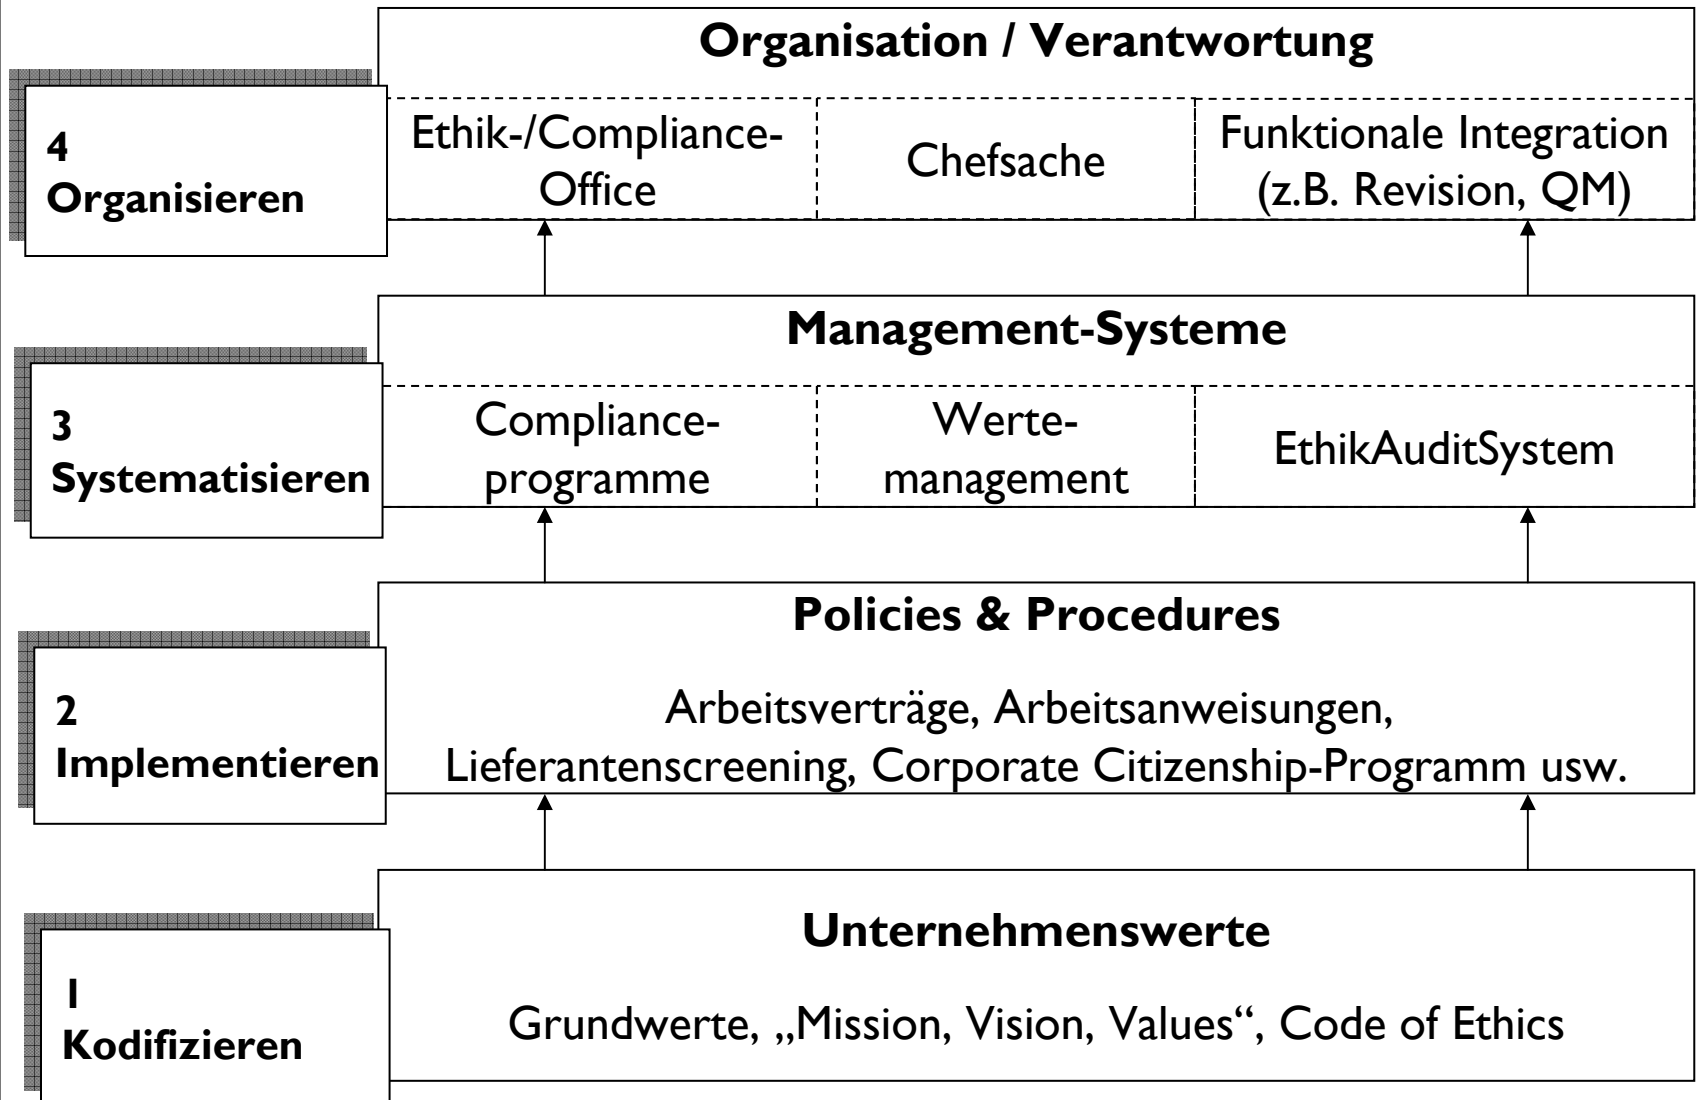 Organisation / Verantwortung
4
Organisieren
Ethik-/Compliance-
Office
Chefsache
Funktionale Integration
(z.B. Revision, QM)
Management-Systeme
3
Systematisieren
Compliance-
programme
Werte-
management
EthikAuditSystem
Policies & Procedures
2
Implementieren
Arbeitsverträge, Arbeitsanweisungen,
Lieferantenscreening, Corporate Citizenship-Programm usw.
Unternehmenswerte
1
Kodifizieren
Grundwerte, „Mission, Vision, Values“, Code of Ethics